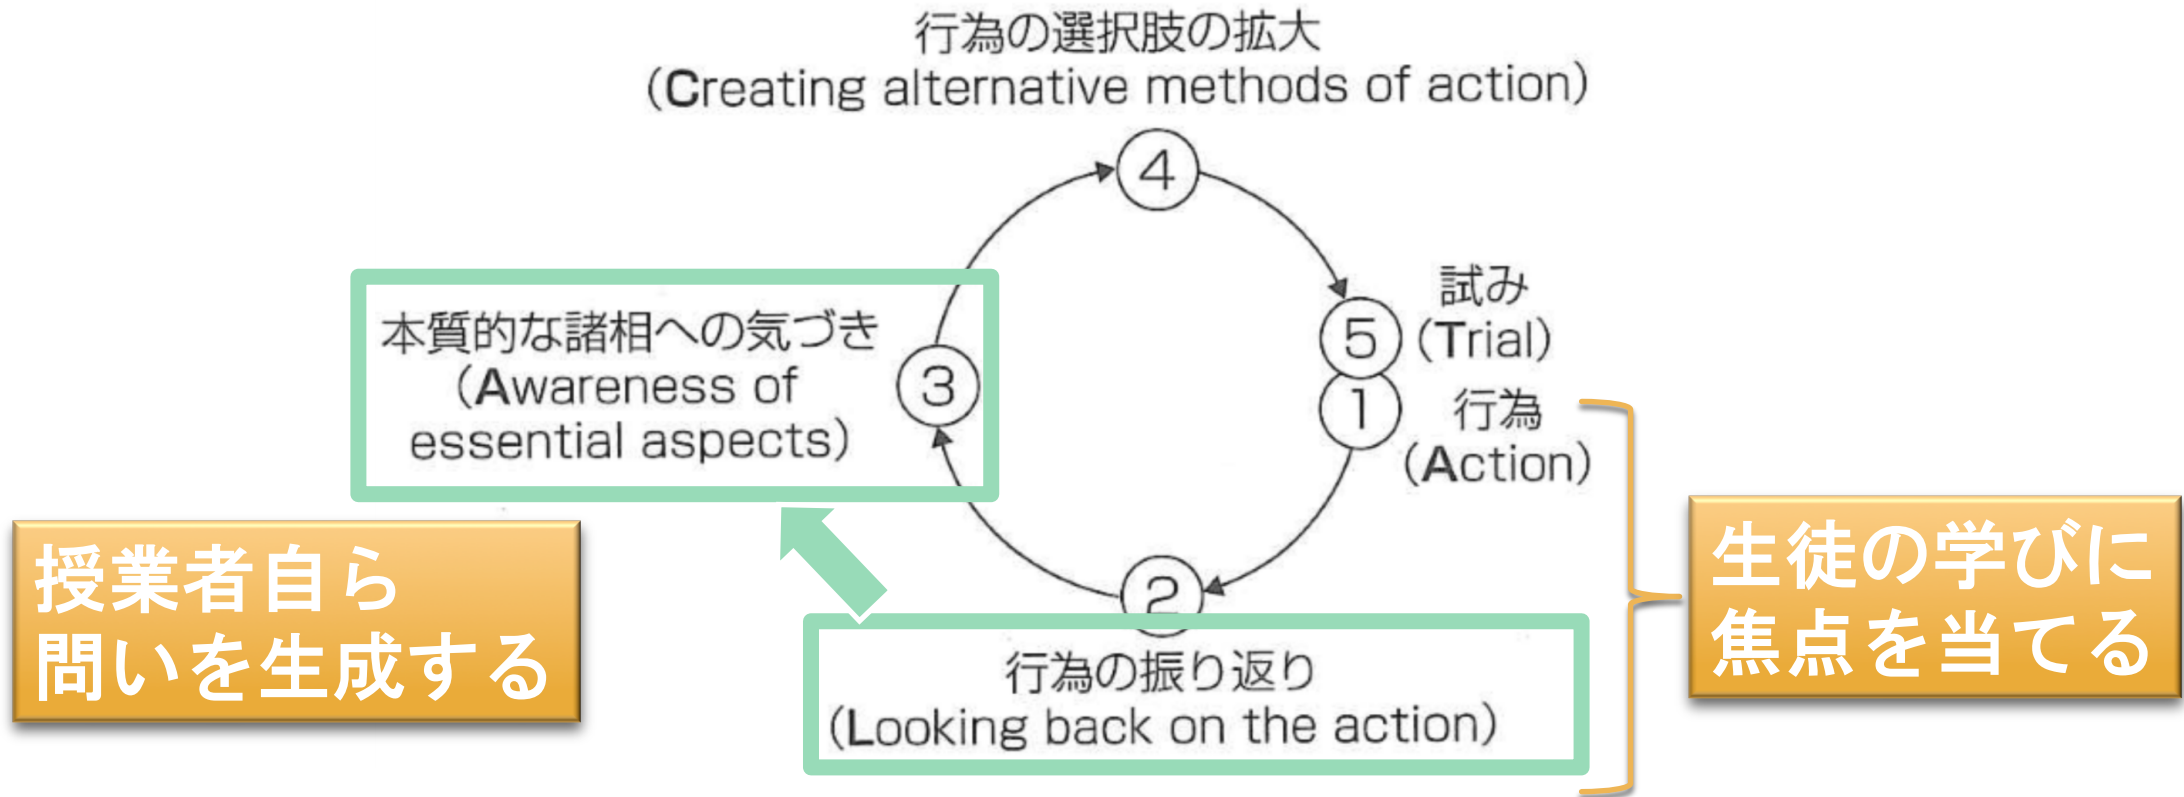 行為の選択肢の拡大
(Creating alternative methods of action)
④
本質的な諸相への気づき
(Awareness of
essential aspects)
③
⑤
試み
(Trial)
①
行為
(Action)
授業者自ら
問いを生成する
生徒の学びに
焦点を当てる
②
行為の振り返り
(Looking back on the action)